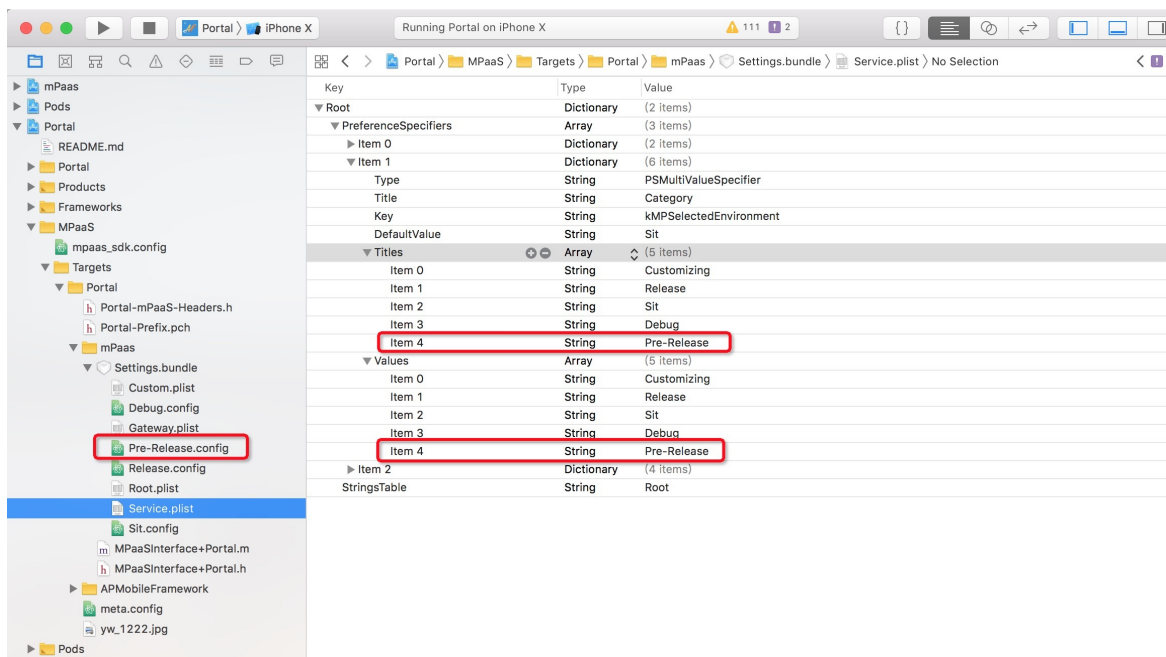 Portal 〉 iPhone X
Running Portal on iPhone X
111
2
Portal 〉 MPaaS 〉 Targets 〉 Portal 〉 mPaas 〉 Settings.bundle 〉 Service.plist 〉 No Selection
mPaas
Pods
Portal
README.md
Portal
Products
Frameworks
MPaaS
mpaas_sdk.config
Targets
Portal
Portal-mPaaS-Headers.h
Portal-Prefix.pch
mPaas
Settings.bundle
Custom.plist
Debug.config
Gateway.plist
Pre-Release.config
Release.config
Root.plist
Service.plist
Sit.config
MPaaSInterface+Portal.m
MPaaSInterface+Portal.h
APMobileFramework
meta.config
yw_1222.jpg
Pods
Key Type Value
Root Dictionary (2 items)
PreferenceSpecifiers Array (3 items)
Item 0 Dictionary (2 items)
Item 1 Dictionary (6 items)
Type String PSMultiValueSpecifier
Title String Category
Key String kMPSelectedEnvironment
DefaultValue String Sit
Titles Array (5 items)
Item 0 String Customizing
Item 1 String Release
Item 2 String Sit
Item 3 String Debug
Item 4 String Pre-Release
Values Array (5 items)
Item 0 String Customizing
Item 1 String Release
Item 2 String Sit
Item 3 String Debug
Item 4 String Pre-Release
Item 2 Dictionary (4 items)
StringsTable String Root